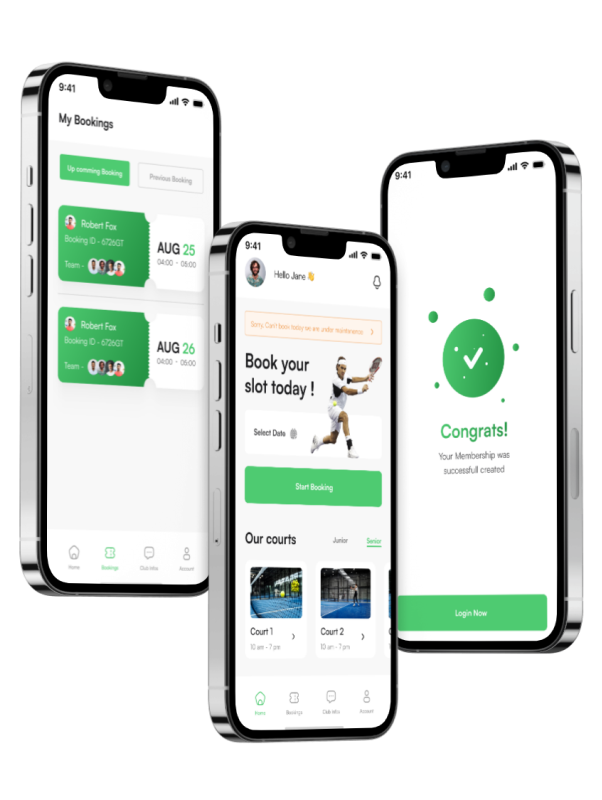 9:41
My Bookings
Up comming Booking
Previous Booking
Robert Fox
Booking ID - 6726GT
Team -
AUG 25
04:00 - 05:00
Robert Fox
Booking ID - 6726GT
Team -
AUG 26
04:00 - 05:00
Home
Bookings
Club Info
Account
9:41
Hello Jane 👋
Sorry, Can't book today we are under maintenance.
Book your
slot today !
Select Date
Start Booking
Our courts
Junior
Senior
Court 1
10 am - 7 pm
Court 2
10 am - 7 pm
Home
Bookings
Club Info
Account
9:41
Congrats!
Your Membership was
successfull created
Login Now